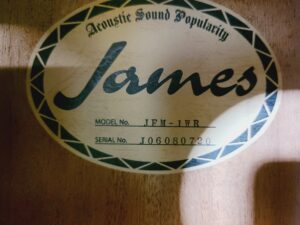 Acoustic Sound Popularity
James
MODEL No. JFM-1WR
SERIAL No. J06080720